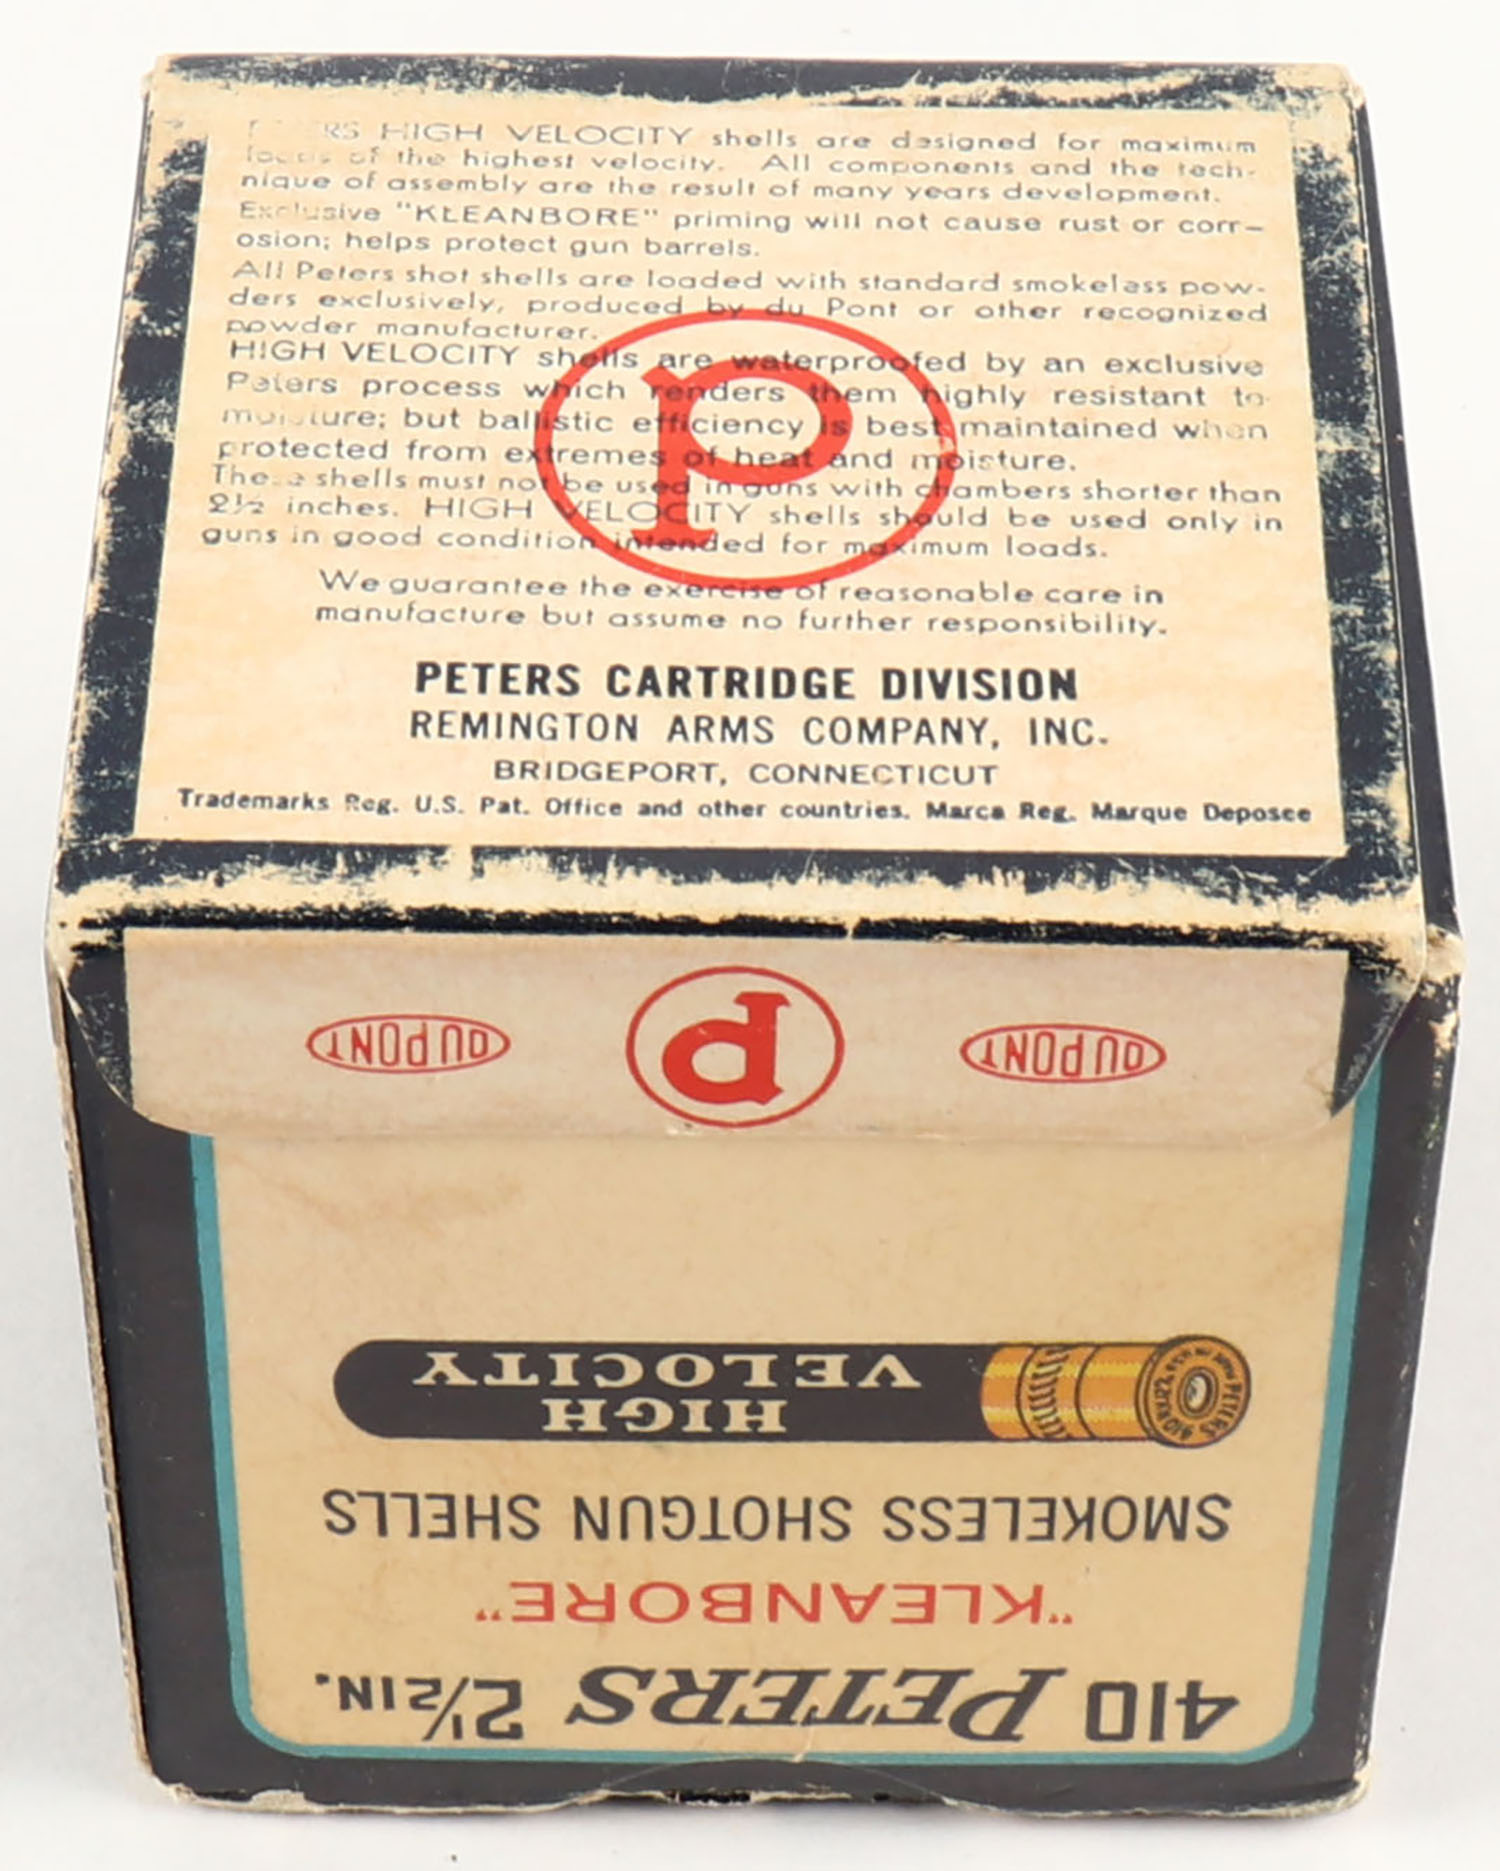 PETERS HIGH VELOCITY shells are designed for maximum
loads of the highest velocity. All components and the tech-
nique of assembly are the result of many years development.
Exclusive "KLEANBORE" priming will not cause rust or corr-
osion; helps protect gun barrels.
All Peters shot shells are loaded with standard smokeless pow-
ders exclusively, produced by du Pont or other recognized
powder manufacturer.
HIGH VELOCITY shells are waterproofed by an exclusive
Peters process which renders them highly resistant to
moisture; but ballistic efficiency is best maintained when
protected from extremes of heat and moisture.
These shells must not be used in guns with chambers shorter than
2½ inches. HIGH VELOCITY shells should be used only in
guns in good condition intended for maximum loads.
We guarantee the exercise of reasonable care in
manufacture but assume no further responsibility.
P
PETERS CARTRIDGE DIVISION
REMINGTON ARMS COMPANY, INC.
BRIDGEPORT, CONNECTICUT
Trademarks Reg. U.S. Pat. Office and other countries. Marca Reg. Marque Deposee
DU PONT P DU PONT
410 PETERS 2½ IN.
"KLEANBORE"
SMOKELESS SHOTGUN SHELLS
HIGH
VELOCITY
PETERS